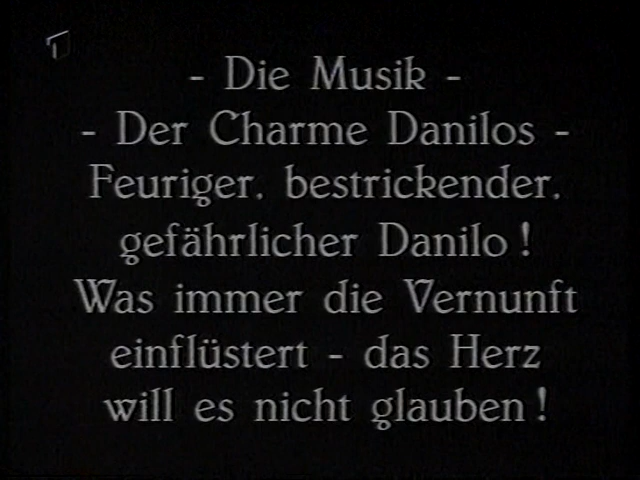 - Die Musik -
- Der Charme Danilos -
Feuriger, bestrickender,
gefährlicher Danilo!
Was immer die Vernunft
einflüstert - das Herz
will es nicht glauben!